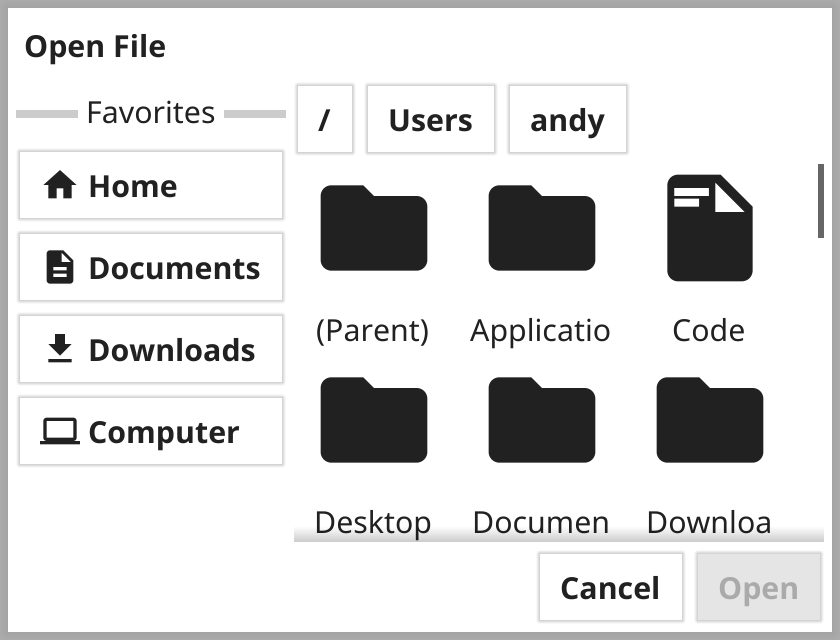 Open File
Favorites
Home
Documents
Downloads
Computer
/ Users andy
(Parent) Applicatio Code
Desktop Documen Downloa
Cancel Open